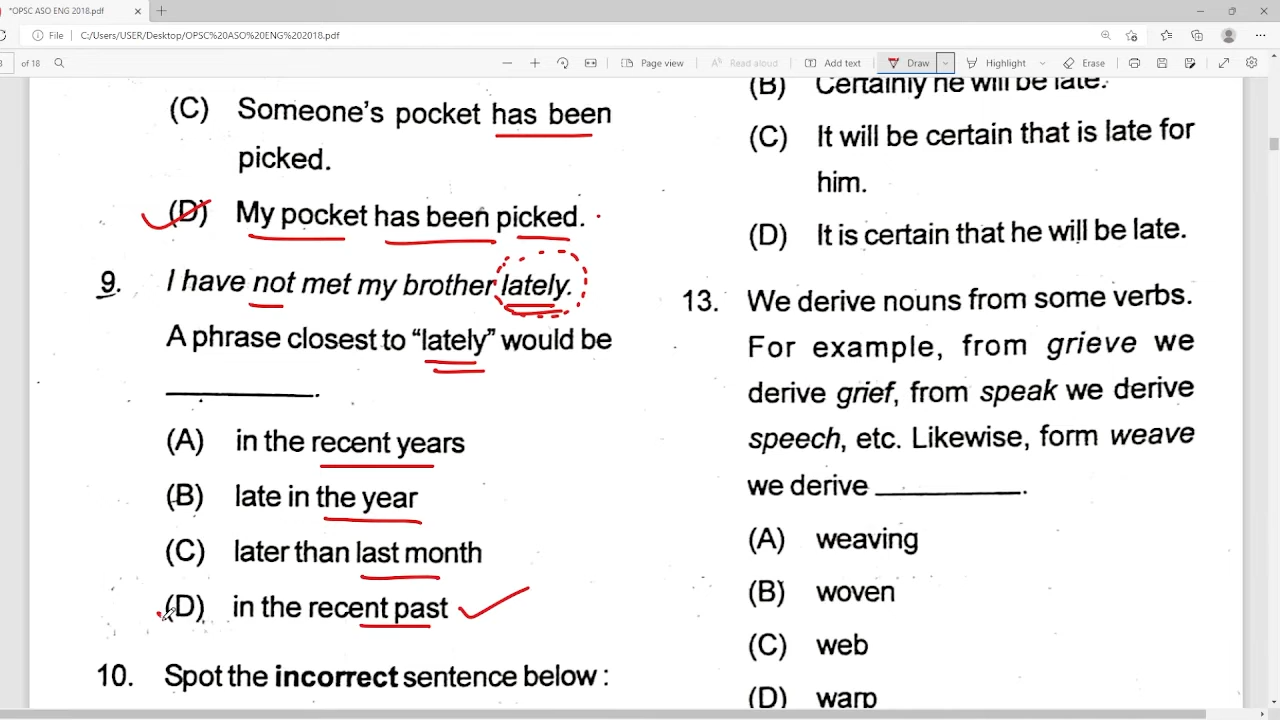 *OPSC ASO ENG 2018.pdf
File C:/Users/USER/Desktop/OPSC%20ASO%20ENG%202018.pdf
of 18
Page view
Read aloud
Add text
Draw
Highlight
Erase
(C) Someone's pocket has been
picked.
(D) My pocket has been picked.
9. I have not met my brother lately.
A phrase closest to "lately" would be
__________.
(A) in the recent years
(B) late in the year
(C) later than last month
(D) in the recent past
10. Spot the incorrect sentence below :
(B) Certainly he will be late.
(C) It will be certain that is late for
him.
(D) It is certain that he will be late.
13. We derive nouns from some verbs.
For example, from grieve we
derive grief, from speak we derive
speech, etc. Likewise, form weave
we derive __________.
(A) weaving
(B) woven
(C) web
(D) warp